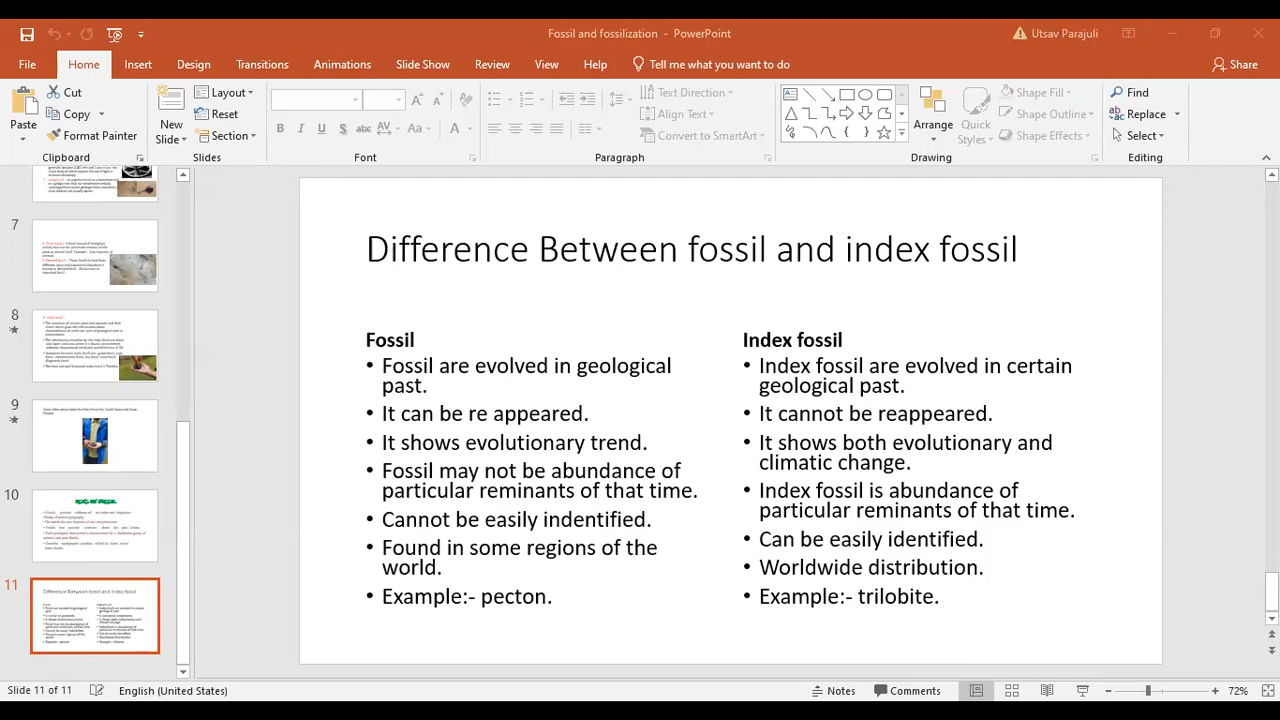 Fossil and fossilization - PowerPoint
Utsav Parajuli
File Home Insert Design Transitions Animations Slide Show Review View Help Tell me what you want to do Share
Cut
Copy
Format Painter
Paste
Clipboard
New
Slide
Layout
Reset
Section
Slides
B I U S abc AV Aa A
Font
Text Direction
Align Text
Convert to SmartArt
Paragraph
Arrange
Quick
Styles
Shape Fill
Shape Outline
Shape Effects
Drawing
Find
Replace
Select
Editing
7
8
9
10
11
Difference Between fossil and index fossil
Fossil
• Fossil are evolved in geological
past.
• It can be re appeared.
• It shows evolutionary trend.
• Fossil may not be abundance of
particular reminants of that time.
• Cannot be easily indentified.
• Found in some regions of the
world.
• Example:- pecton.
Index fossil
• Index fossil are evolved in certain
geological past.
• It cannot be reappeared.
• It shows both evolutionary and
climatic change.
• Index fossil is abundance of
particular reminants of that time.
• Can be easily identified.
• Worldwide distribution.
• Example:- trilobite.
Slide 11 of 11 English (United States) Notes Comments 72%